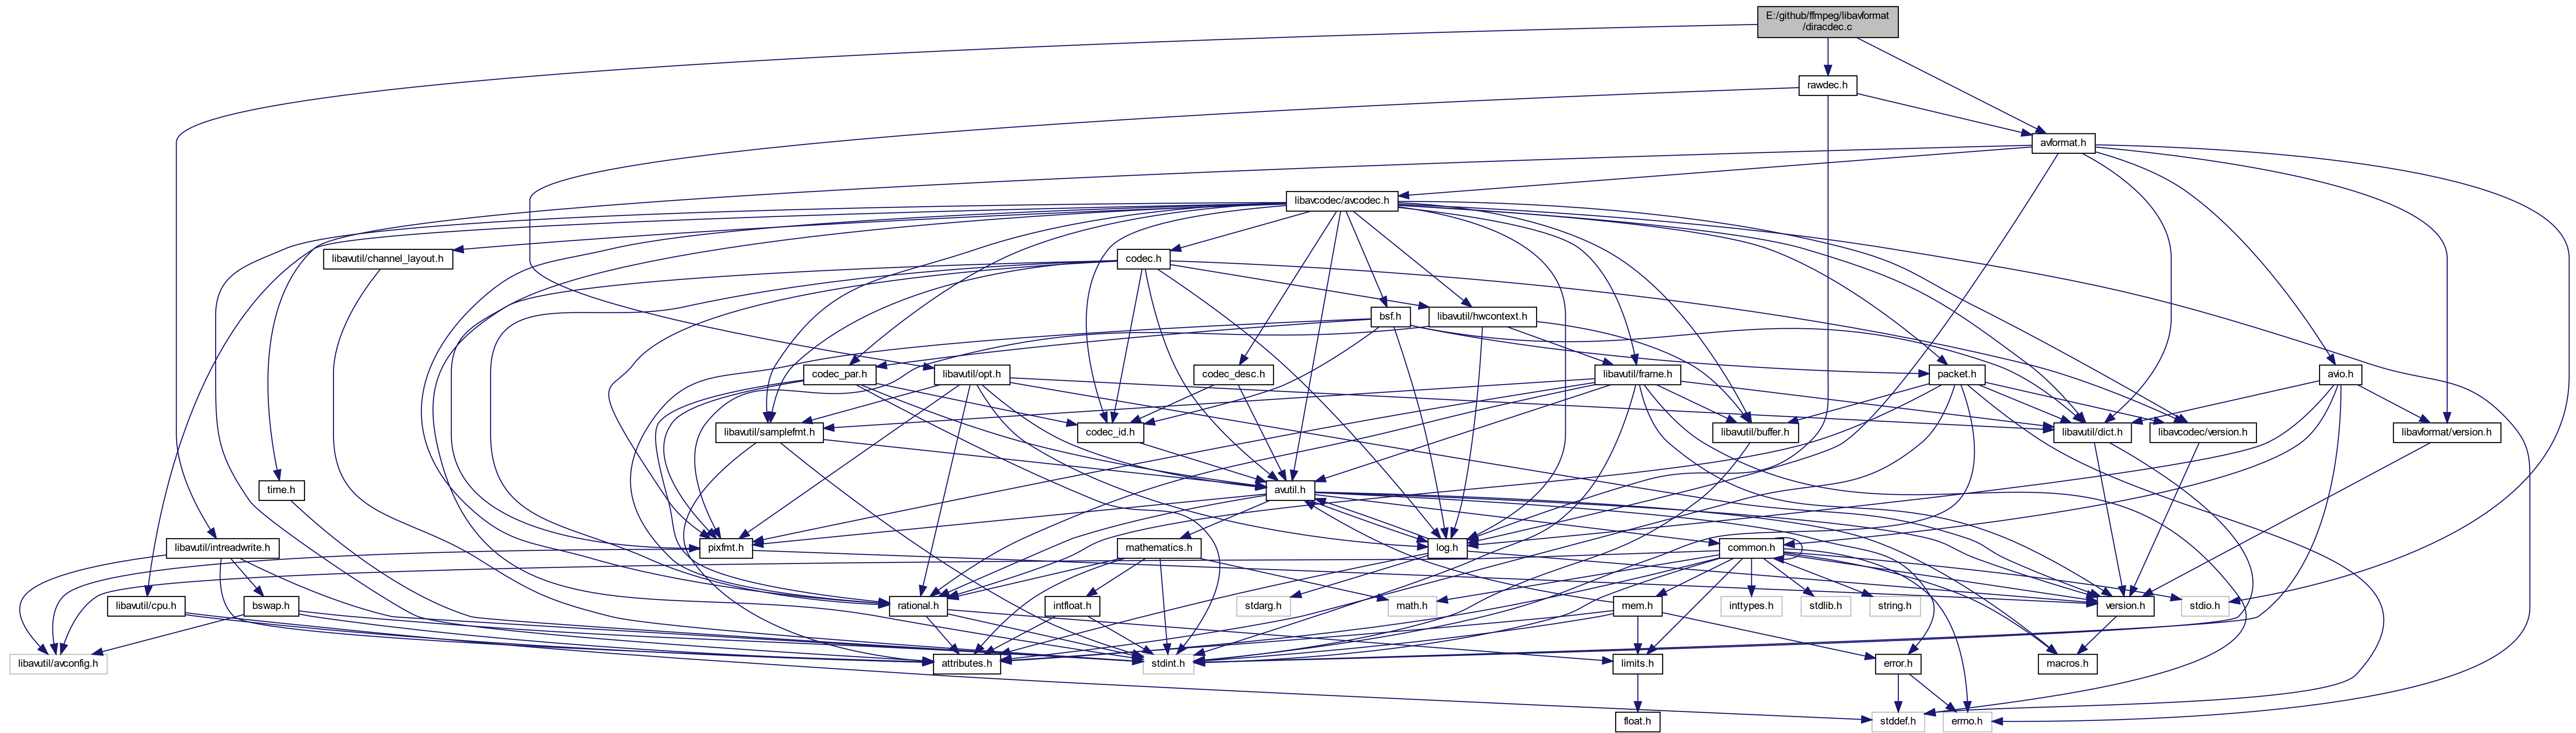 E:/github/ffmpeg/libavformat
/diracdec.c
rawdec.h
avformat.h
libavcodec/avcodec.h
libavutil/channel_layout.h
codec.h
bsf.h
libavutil/hwcontext.h
codec_par.h
libavutil/opt.h
codec_desc.h
libavutil/frame.h
packet.h
avio.h
libavutil/samplefmt.h
codec_id.h
libavutil/buffer.h
libavutil/dict.h
libavcodec/version.h
libavformat/version.h
time.h
avutil.h
libavutil/intreadwrite.h
pixfmt.h
mathematics.h
log.h
common.h
libavutil/cpu.h
bswap.h
rational.h
intfloat.h
stdarg.h
math.h
mem.h
inttypes.h
stdlib.h
string.h
version.h
stdio.h
libavutil/avconfig.h
attributes.h
stdint.h
limits.h
error.h
macros.h
float.h
stddef.h
errno.h